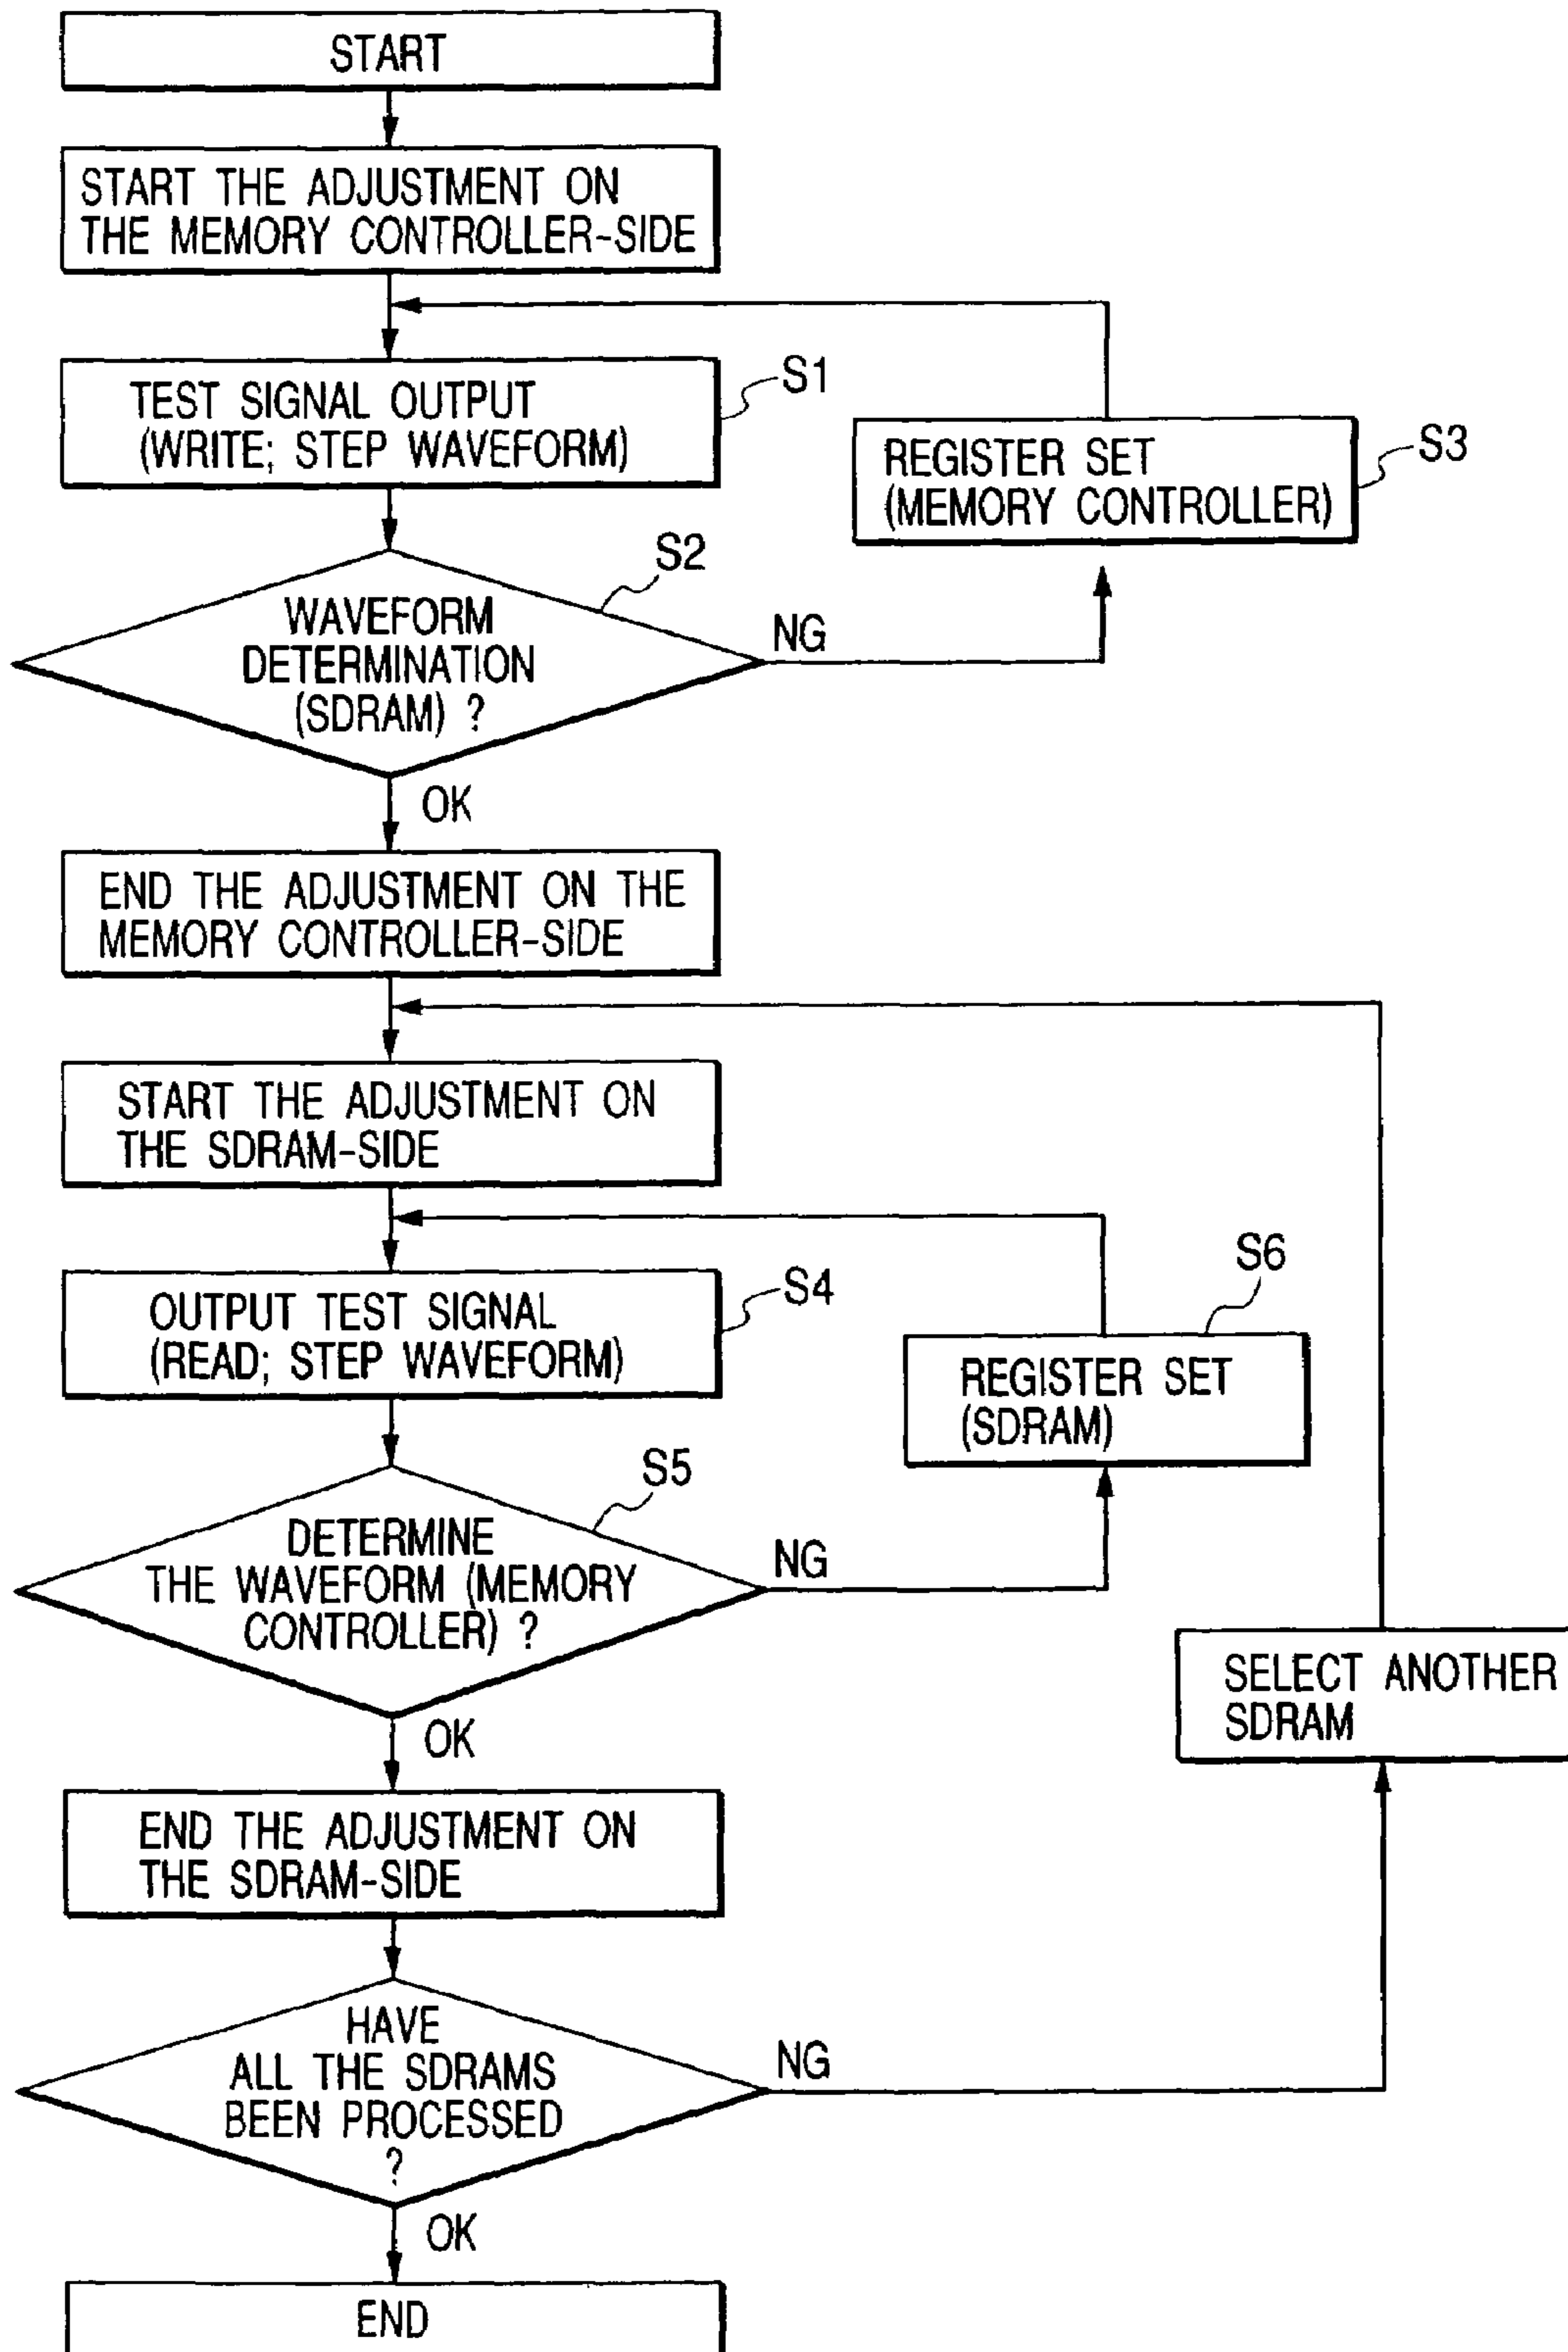 START
START THE ADJUSTMENT ON
THE MEMORY CONTROLLER-SIDE
TEST SIGNAL OUTPUT
(WRITE; STEP WAVEFORM)
S1
REGISTER SET
(MEMORY CONTROLLER)
S3
S2
WAVEFORM
DETERMINATION
(SDRAM) ?
NG
OK
END THE ADJUSTMENT ON THE
MEMORY CONTROLLER-SIDE
START THE ADJUSTMENT ON
THE SDRAM-SIDE
OUTPUT TEST SIGNAL
(READ; STEP WAVEFORM)
S4
S6
REGISTER SET
(SDRAM)
S5
DETERMINE
THE WAVEFORM (MEMORY
CONTROLLER) ?
NG
SELECT ANOTHER
SDRAM
OK
END THE ADJUSTMENT ON
THE SDRAM-SIDE
HAVE
ALL THE SDRAMS
BEEN PROCESSED
?
NG
OK
END